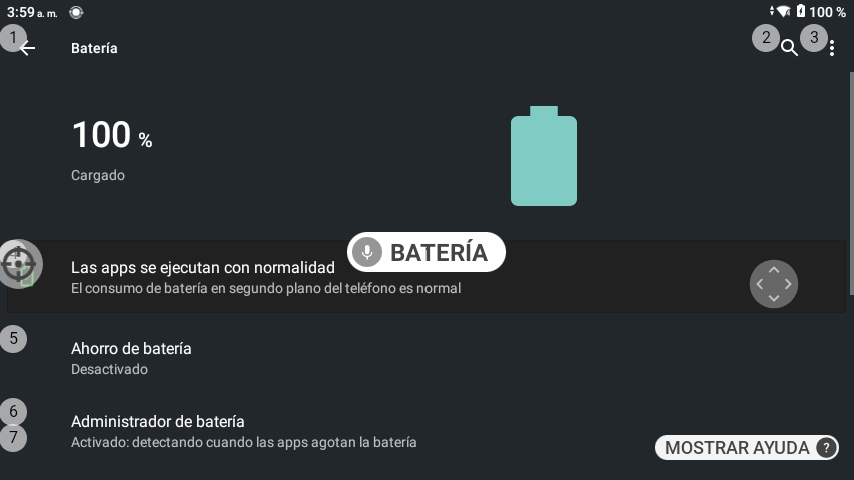 3:59 a. m.
100 %
1
Batería
2
3
100 %
Cargado
BATERÍA
Las apps se ejecutan con normalidad
El consumo de batería en segundo plano del teléfono es normal
5
Ahorro de batería
Desactivado
6
Administrador de batería
7
Activado: detectando cuando las apps agotan la batería
MOSTRAR AYUDA ?